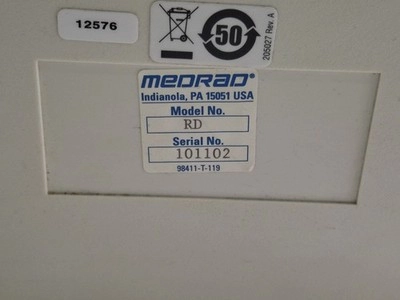 12576
50
205027 Rev. A
MEDRAD®
Indianola, PA 15051 USA
Model No.
RD
Serial No.
101102
98411-T-119